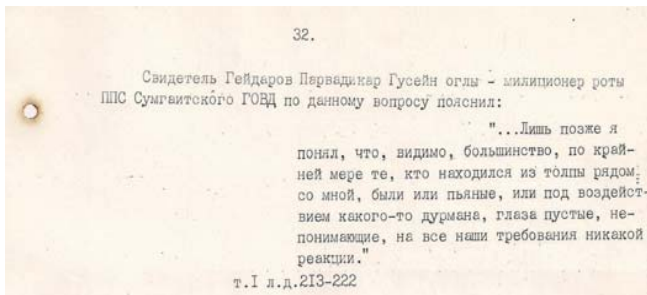 32.
Свидетель Гейдаров Парвадикар Гусейн оглы - милиционер роты
ППС Сумгаитского ГОВД по данному вопросу пояснил:
"...Лишь позже я
понял, что, видимо, большинство, по край-
ней мере те, кто находился из толпы рядом
со мной, были или пьяные, или под воздейст-
вием какого-то дурмана, глаза пустые, не-
понимающие, на все наши требования никакой
реакции."
т.I л.д.213-222